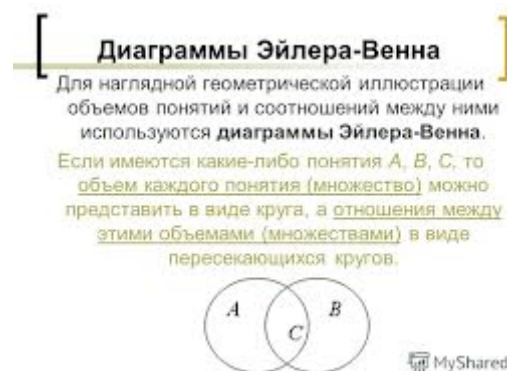 Диаграммы Эйлера-Венна
Для наглядной геометрической иллюстрации
объемов понятий и соотношений между ними
используются диаграммы Эйлера-Венна.
Если имеются какие-либо понятия A, B, C, то
объем каждого понятия (множество) можно
представить в виде круга, а отношения между
этими объемами (множествами) в виде
пересекающихся кругов.
A B
C
MyShared